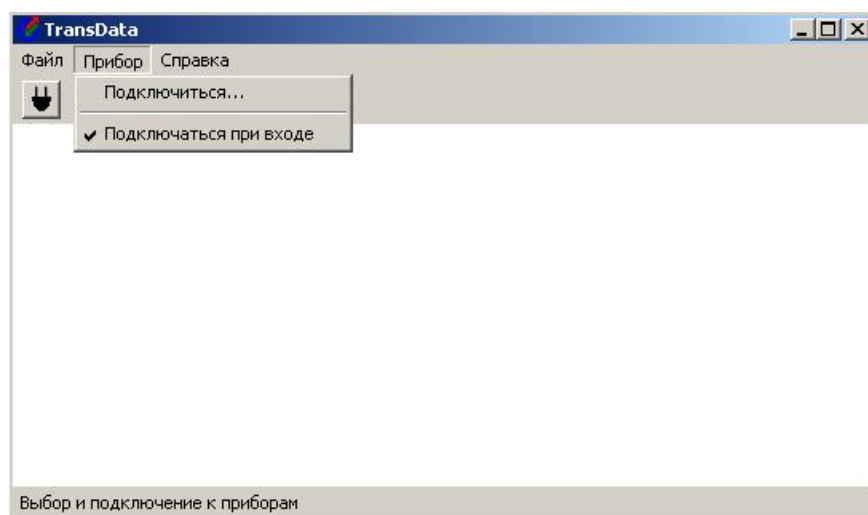 TransData
Файл Прибор Справка
Подключиться...
Подключаться при входе
Выбор и подключение к приборам